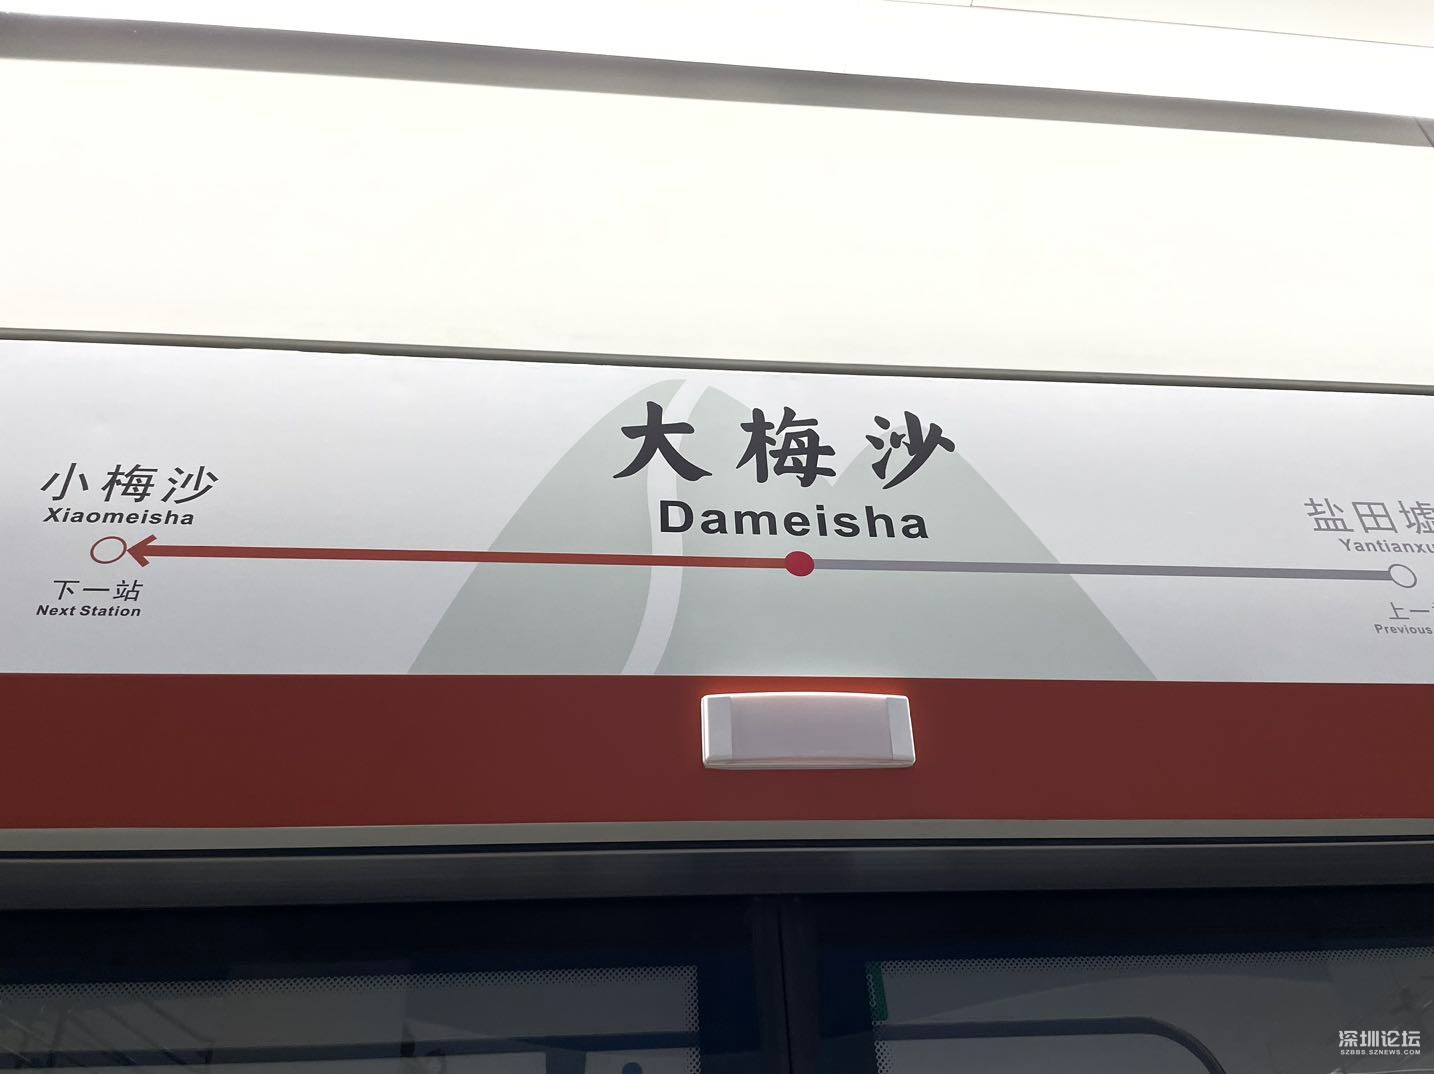 大梅沙
Dameisha
小梅沙
Xiaomeisha
下一站
Next Station
盐田墟
Yantianxu
上一
Previous
深圳论坛
SZBBS.SZNEWS.COM